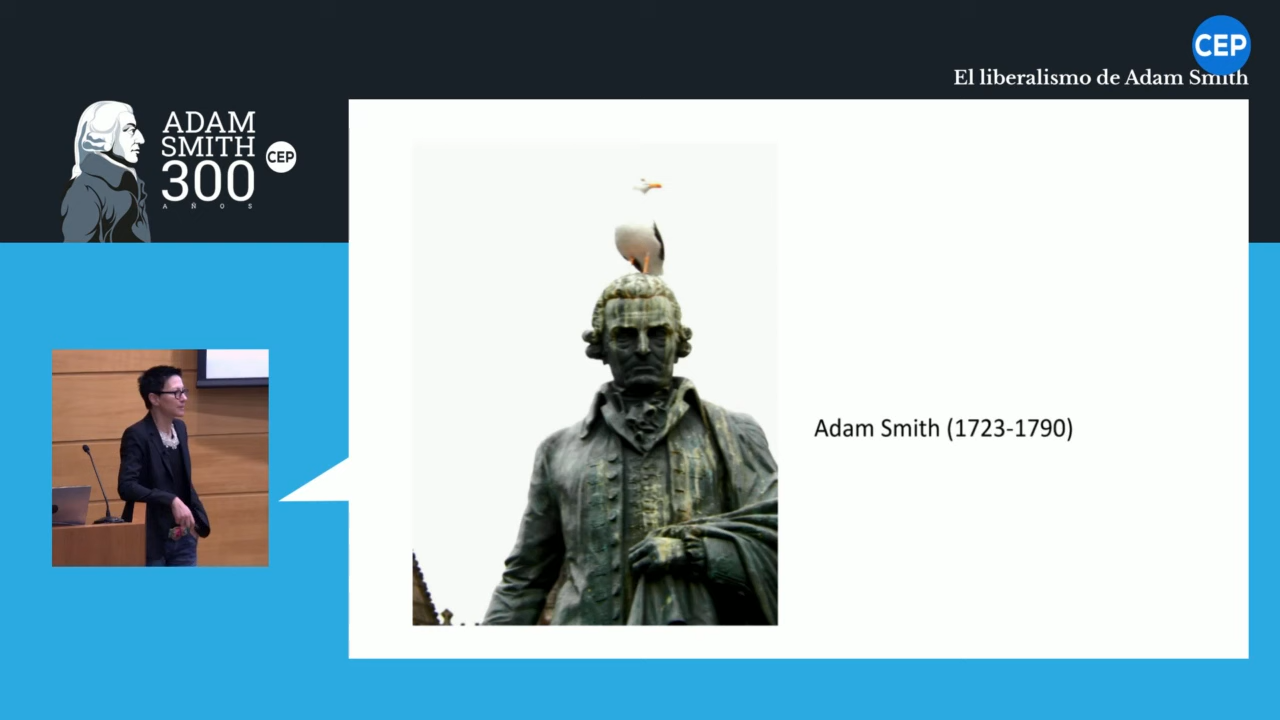 CEP
El liberalismo de Adam Smith
ADAM
SMITH
300
AÑOS
CEP
Adam Smith (1723-1790)